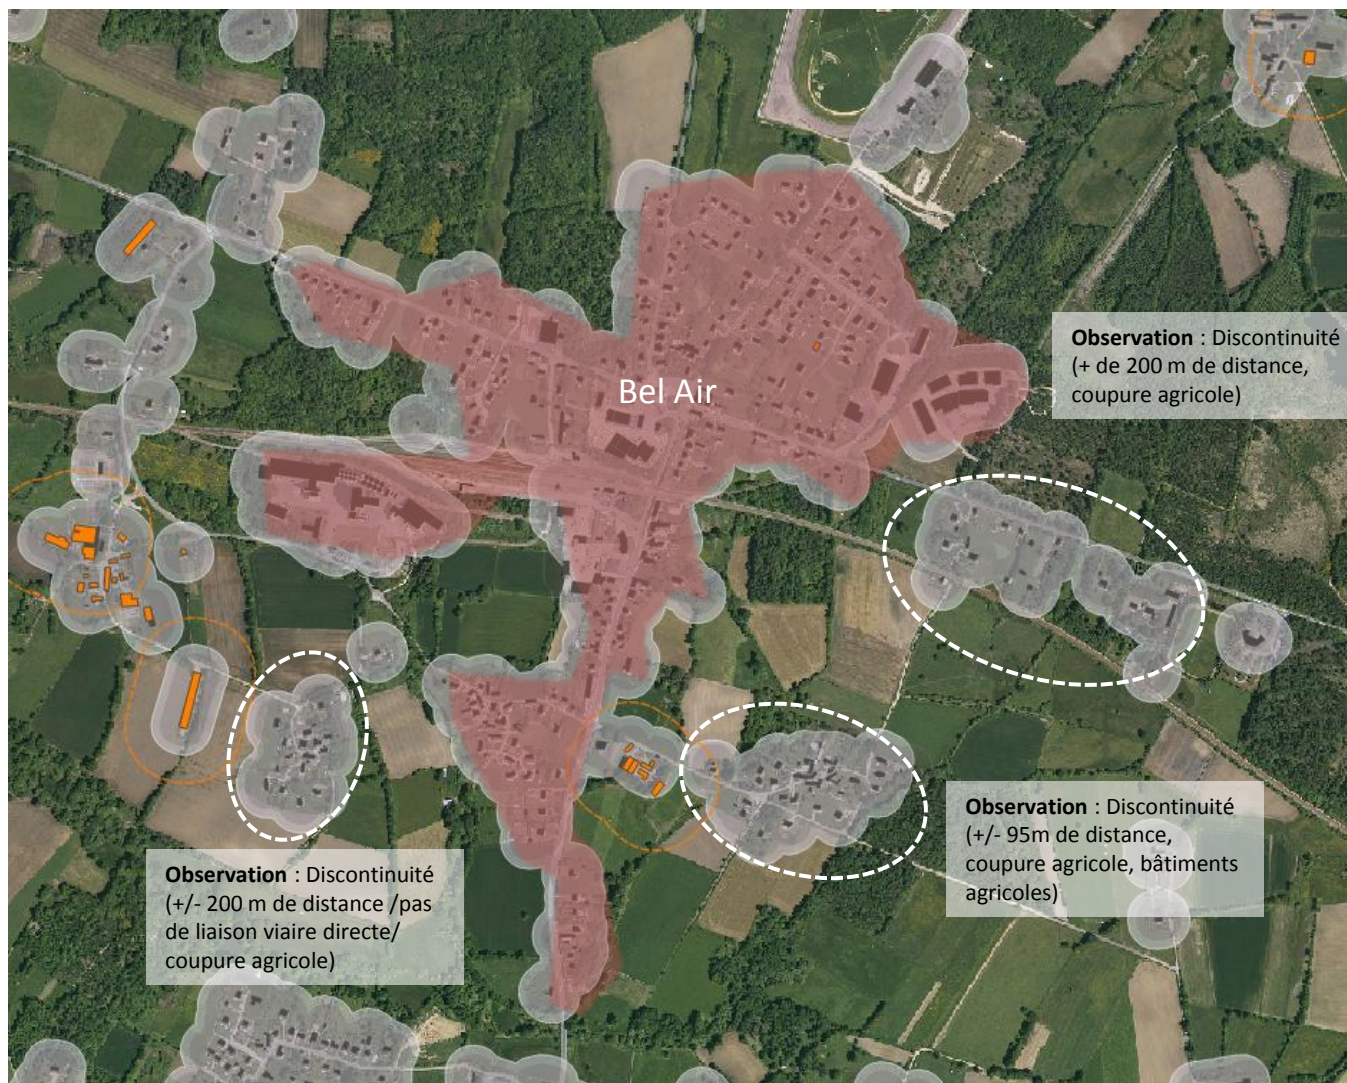 Observation : Discontinuité
(+ de 200 m de distance,
coupure agricole)
Bel Air
Observation : Discontinuité
(+/- 95m de distance,
coupure agricole, bâtiments
agricoles)
Observation : Discontinuité
(+/- 200 m de distance /pas
de liaison viaire directe/
coupure agricole)